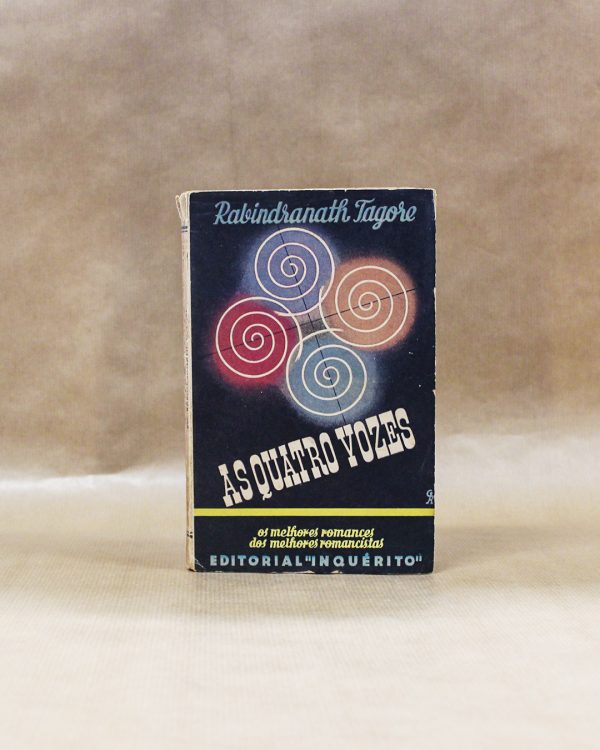 Rabindranath Tagore
AS QUATRO VOZES
os melhores romances
dos melhores romancistas
EDITORIAL "INQUÉRITO"